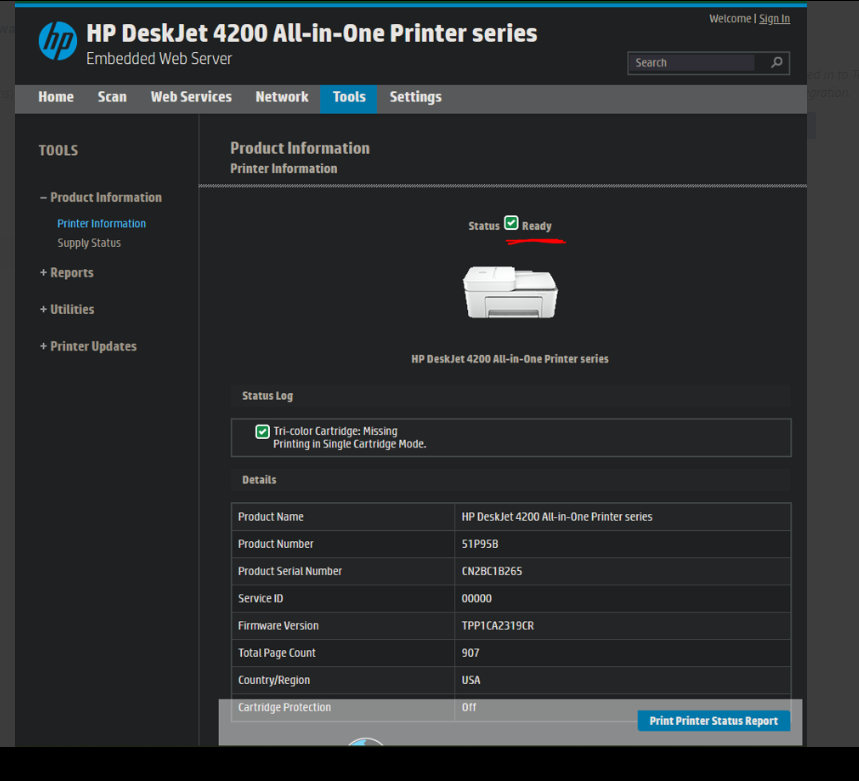 HP DeskJet 4200 All-in-One Printer series
Embedded Web Server
Welcome | Sign In
Search
Home Scan Web Services Network Tools Settings
TOOLS
– Product Information
Printer Information
Supply Status
+ Reports
+ Utilities
+ Printer Updates
Product Information
Printer Information
Status Ready
HP DeskJet 4200 All-in-One Printer series
Status Log
Tri-color Cartridge: Missing
Printing in Single Cartridge Mode.
Details
Product Name HP DeskJet 4200 All-in-One Printer series
Product Number 51P95B
Product Serial Number CN2BC1B265
Service ID 00000
Firmware Version TPP1CA2319CR
Total Page Count 907
Country/Region USA
Cartridge Protection Off
Print Printer Status Report